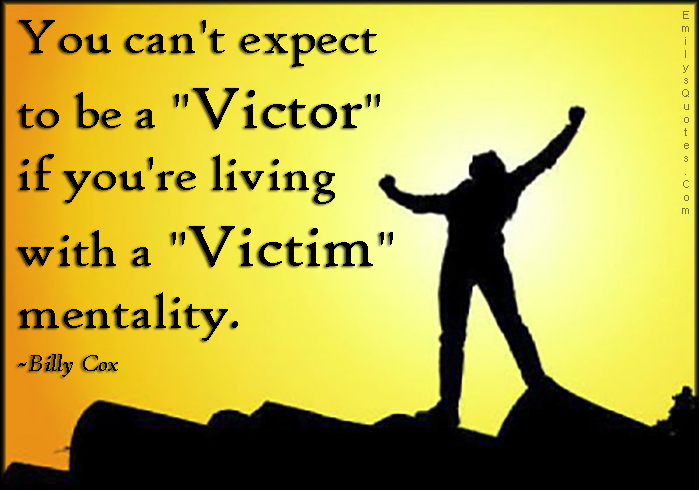 You can't expect
to be a "Victor"
if you're living
with a "Victim"
mentality.
~Billy Cox
EmilysQuotes.Com